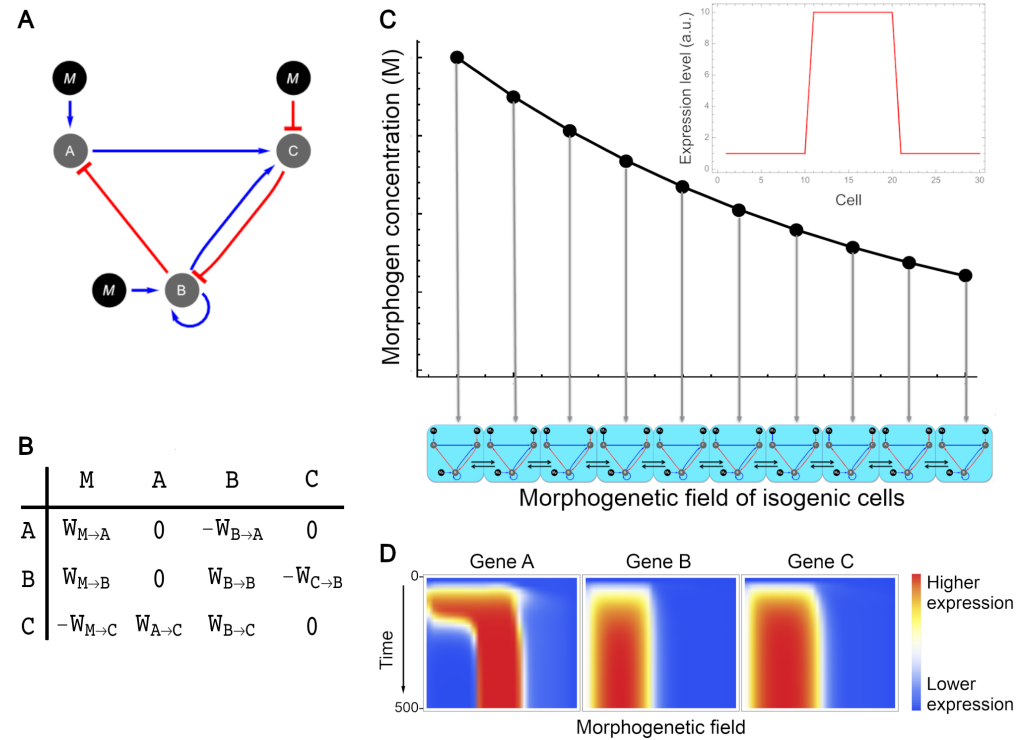 A
M
M
A
C
M
B
B
M A B C
A W_M→A 0 -W_B→A 0
B W_M→B 0 W_B→B -W_C→B
C -W_M→C W_A→C W_B→C 0
C
Morphogen concentration (M)
Expression level (a.u.)
10
8
6
4
2
0
0 5 10 15 20 25 30
Cell
Morphogenetic field of isogenic cells
D
Gene A Gene B Gene C
0
Time
500
Higher
expression
Lower
expression
Morphogenetic field